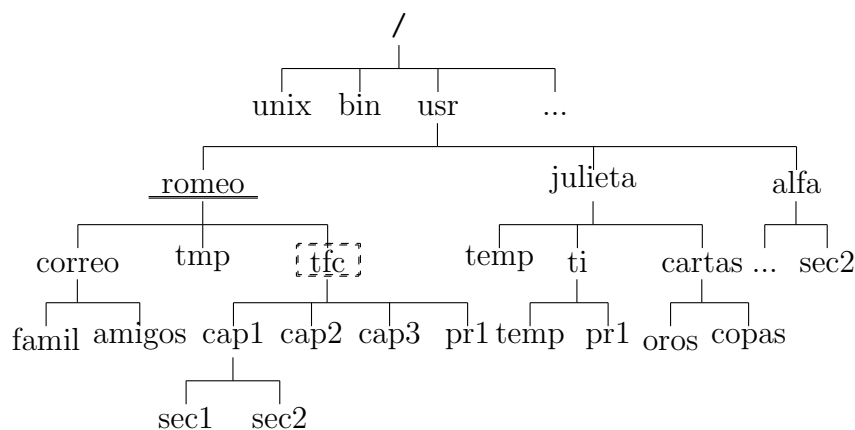 /
unix bin usr ...
romeo julieta alfa
correo tmp tfc temp ti cartas ... sec2
famil amigos cap1 cap2 cap3 pr1 temp pr1 oros copas
sec1 sec2